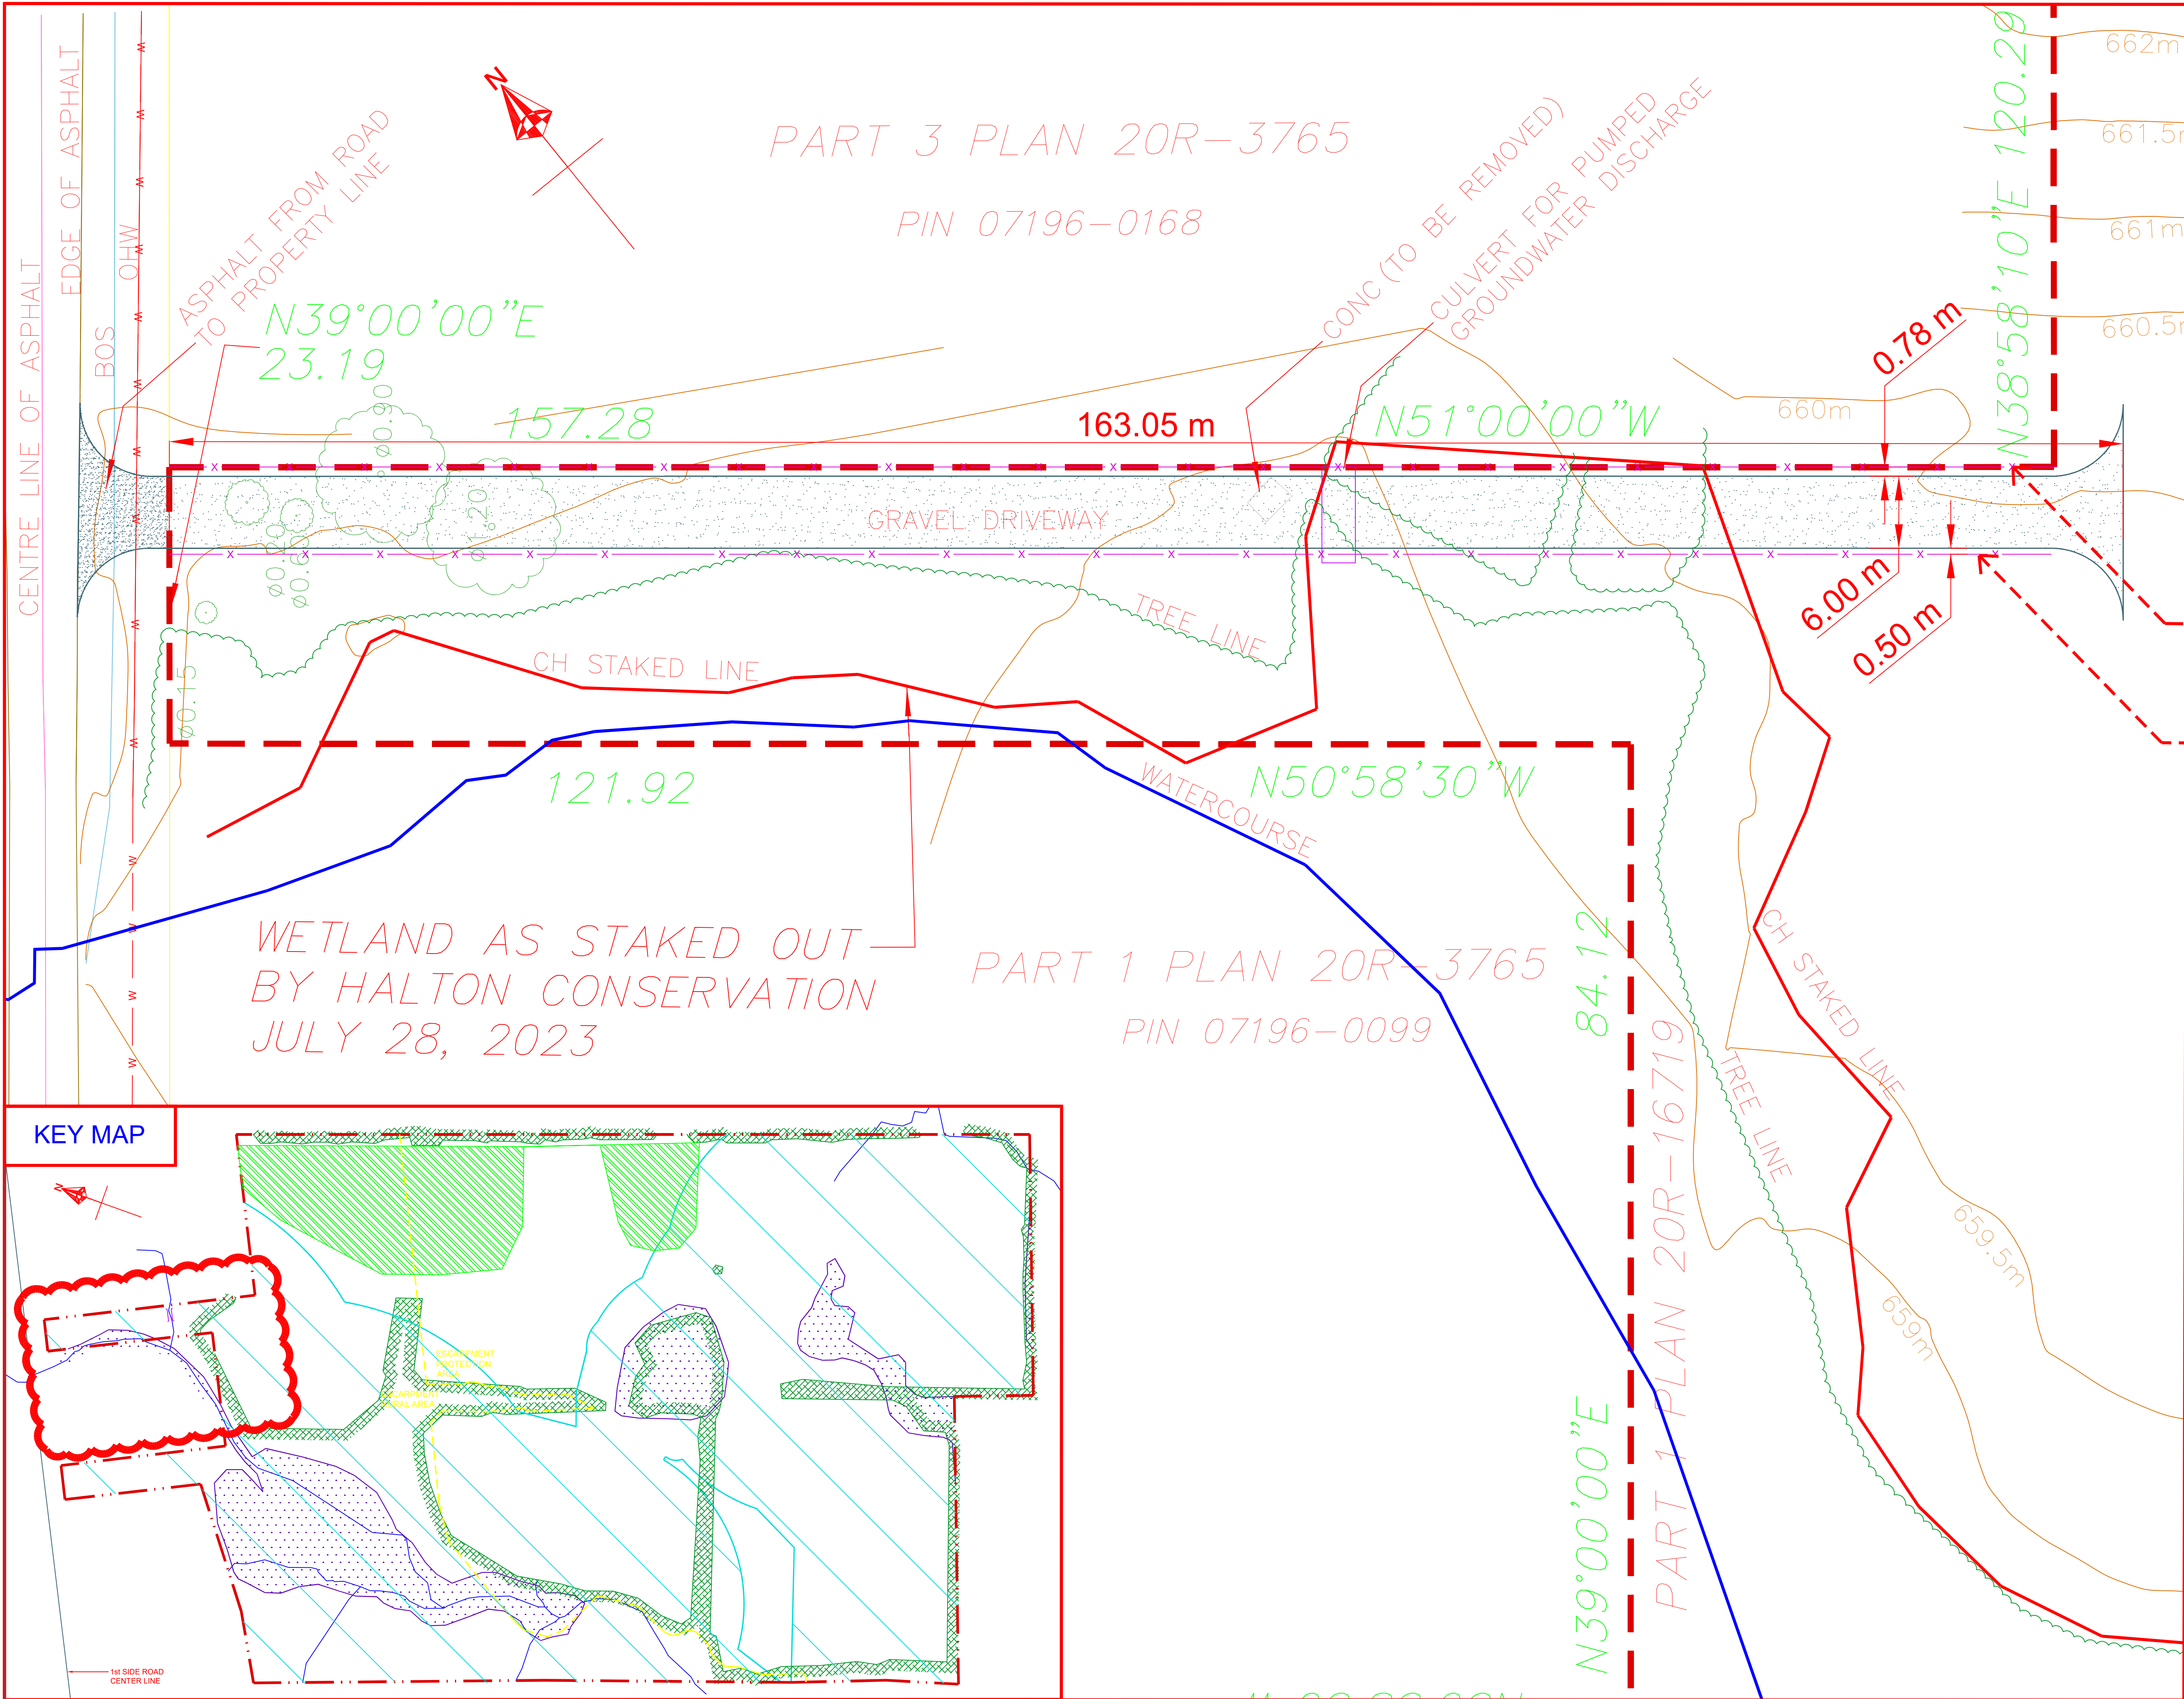 CENTRE LINE OF ASPHALT
EDGE OF ASPHALT
BOS
OHW
ASPHALT FROM ROAD
TO PROPERTY LINE
N
PART 3 PLAN 20R-3765
PIN 07196-0168
CONC (TO BE REMOVED)
CULVERT FOR PUMPED
GROUNDWATER DISCHARGE
N38°58'10"E 120.29
662m
661.5m
661m
660.5m
660m
N39°00'00"E
23.19
157.28
163.05 m
N51°00'00"W
0.78 m
6.00 m
0.50 m
GRAVEL DRIVEWAY
TREE LINE
CH STAKED LINE
121.92
N50°58'30"W
WATERCOURSE
WETLAND AS STAKED OUT
BY HALTON CONSERVATION
JULY 28, 2023
PART 1 PLAN 20R-3765
PIN 07196-0099
84.12
N39°00'00"E
PART 1 PLAN 20R-16719
TREE LINE
CH STAKED LINE
659.5m
659m
KEY MAP
N
ESCARPMENT
PROTECTION
AREA
ESCARPMENT
RURAL AREA
1st SIDE ROAD
CENTER LINE